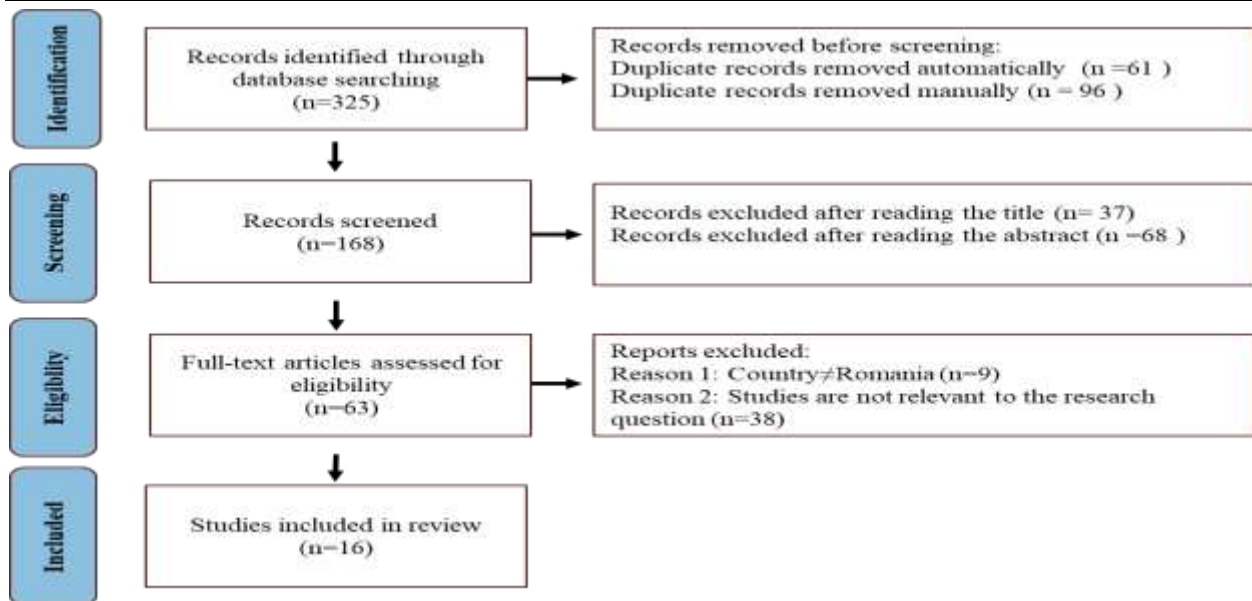 Identification
Records identified through
database searching
(n=325)
Records removed before screening:
Duplicate records removed automatically (n =61 )
Duplicate records removed manually (n = 96 )
Screening
Records screened
(n=168)
Records excluded after reading the title (n= 37)
Records excluded after reading the abstract (n =68 )
Eligiblity
Full-text articles assessed for
eligibility
(n=63)
Reports excluded:
Reason 1: Country≠Romania (n=9)
Reason 2: Studies are not relevant to the research
question (n=38)
Included
Studies included in review
(n=16)